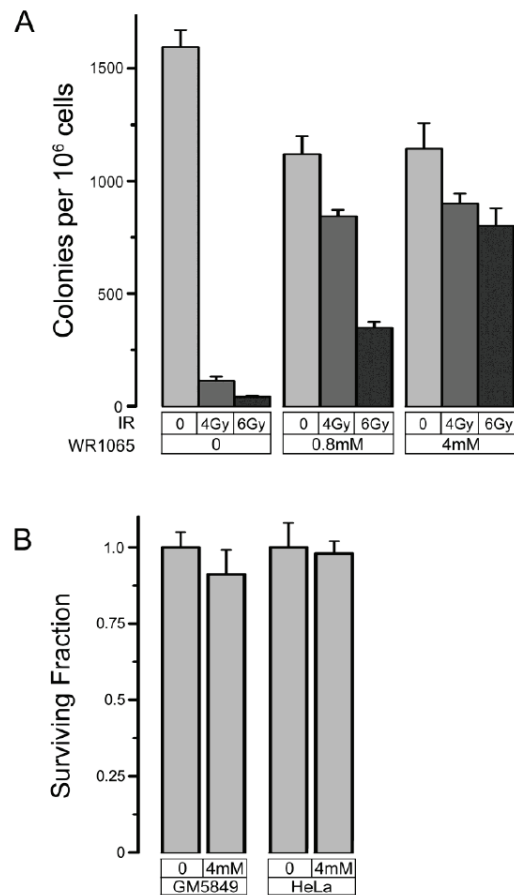 A
Colonies per 10⁶ cells
1500
1000
500
0
IR 0 4Gy 6Gy 0 4Gy 6Gy 0 4Gy 6Gy
WR1065 0 0.8mM 4mM
B
Surviving Fraction
1.0
0.75
0.5
0.25
0
0 4mM 0 4mM
GM5849 HeLa